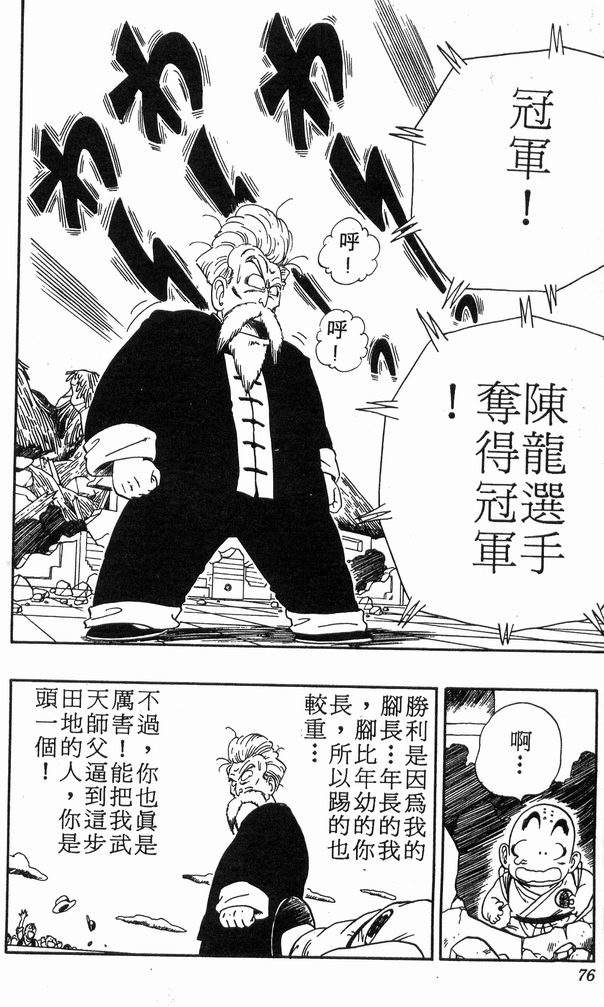 冠軍！
陳龍選手
奪得冠軍
！
呼！
呼！
わわわわ
啊…
勝利是因爲我的
腳長…年長的我
，腳比年幼的你
長，所以踢的也
較重…
不過，你也眞是
厲害！能把我武
天師父逼到這步
田地的人，你是
頭一個！
76